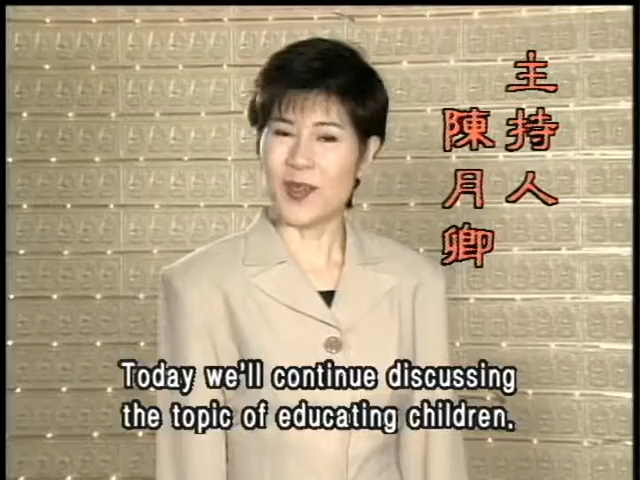 主持人
陳月卿
Today we'll continue discussing
the topic of educating children.